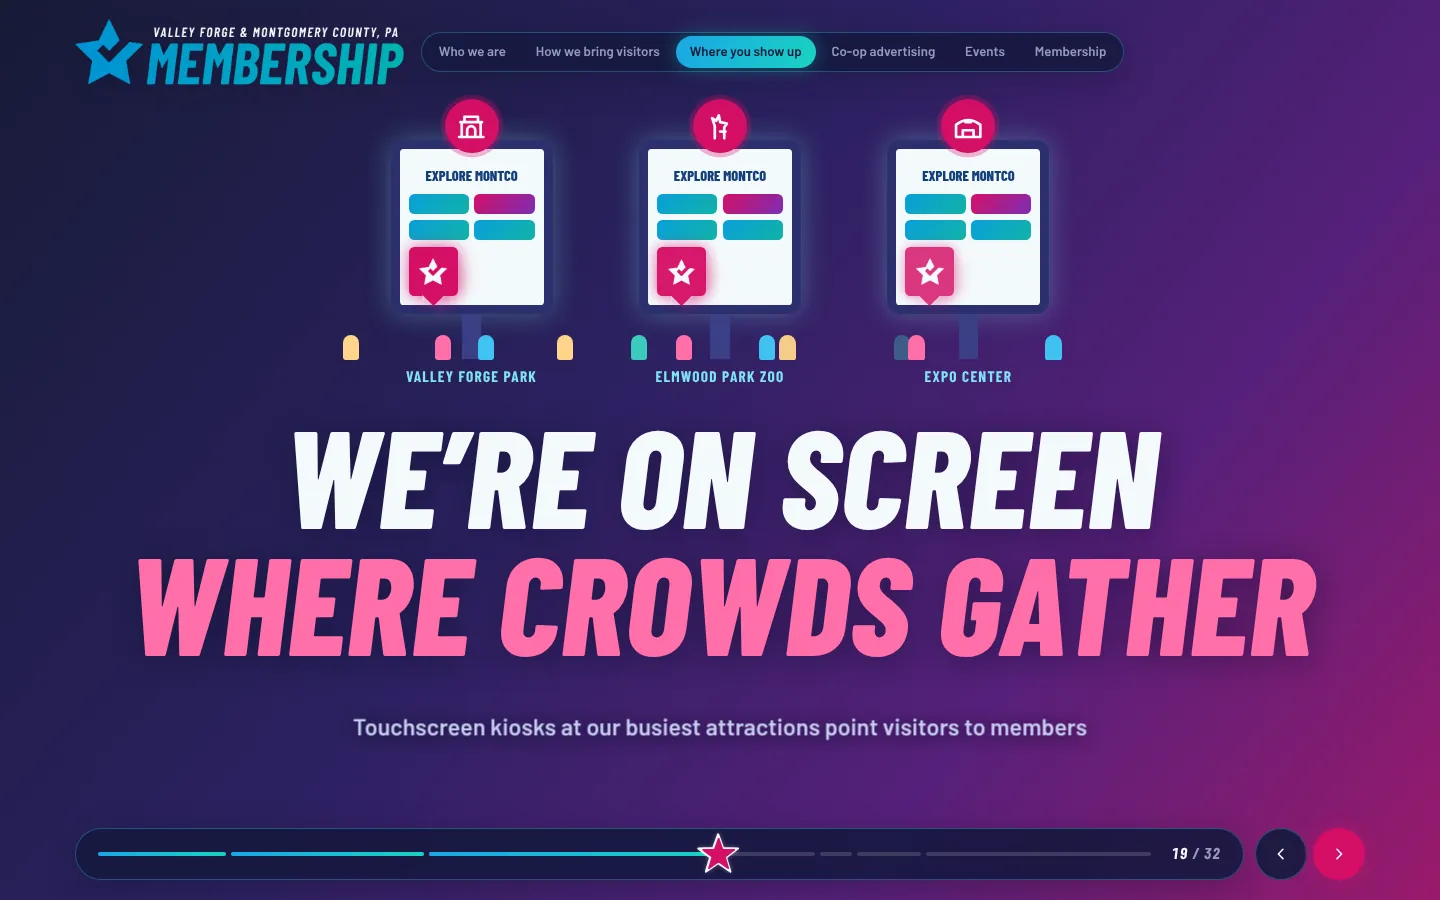 VALLEY FORGE & MONTGOMERY COUNTY, PA
MEMBERSHIP
Who we are
How we bring visitors
Where you show up
Co-op advertising
Events
Membership
EXPLORE MONTCO
EXPLORE MONTCO
EXPLORE MONTCO
VALLEY FORGE PARK
ELMWOOD PARK ZOO
EXPO CENTER
WE’RE ON SCREEN
WHERE CROWDS GATHER
Touchscreen kiosks at our busiest attractions point visitors to members
19 / 32